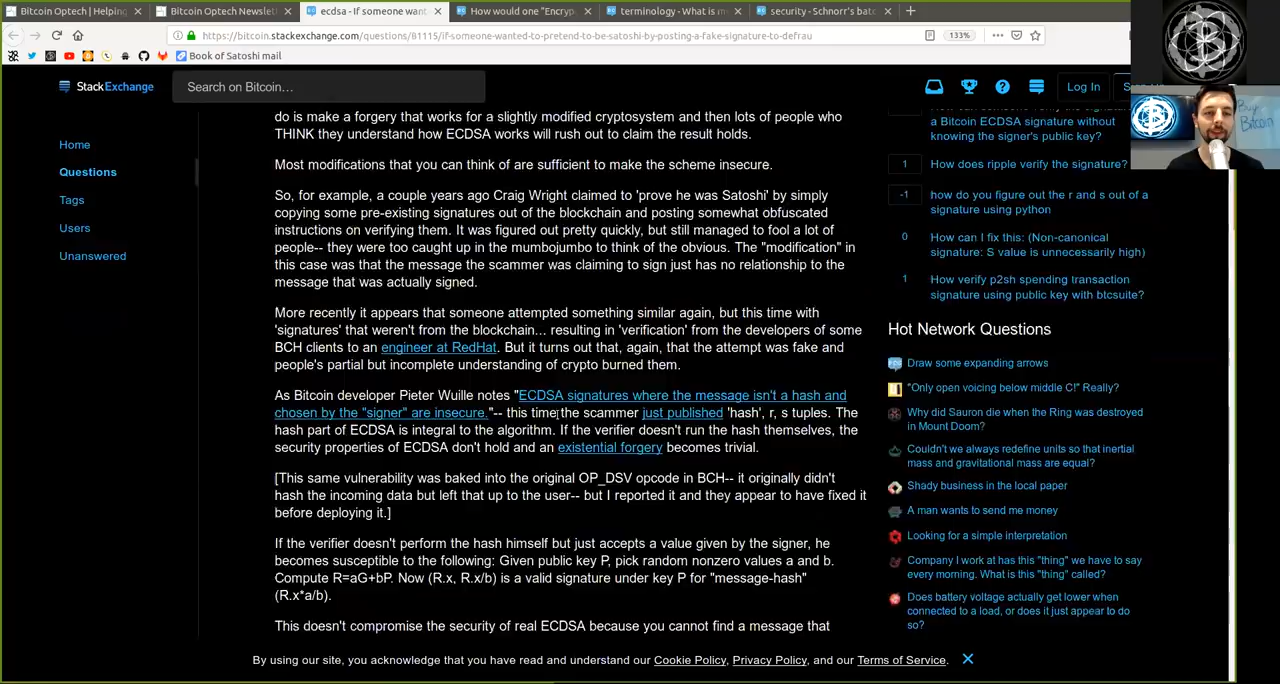 Bitcoin Optech | Helping
Bitcoin Optech Newslett
ecdsa - If someone want
How would one "Encryp
terminology - What is m
security - Schnorr's batc
https://bitcoin.stackexchange.com/questions/81115/if-someone-wanted-to-pretend-to-be-satoshi-by-posting-a-fake-signature-to-defrau
133%
Book of Satoshi mail
StackExchange
Search on Bitcoin…
Log In
Home
Questions
Tags
Users
Unanswered
do is make a forgery that works for a slightly modified cryptosystem and then lots of people who
THINK they understand how ECDSA works will rush out to claim the result holds.
Most modifications that you can think of are sufficient to make the scheme insecure.
So, for example, a couple years ago Craig Wright claimed to 'prove he was Satoshi' by simply
copying some pre-existing signatures out of the blockchain and posting somewhat obfuscated
instructions on verifying them. It was figured out pretty quickly, but still managed to fool a lot of
people-- they were too caught up in the mumbojumbo to think of the obvious. The "modification" in
this case was that the message the scammer was claiming to sign just has no relationship to the
message that was actually signed.
More recently it appears that someone attempted something similar again, but this time with
'signatures' that weren't from the blockchain... resulting in 'verification' from the developers of some
BCH clients to an engineer at RedHat. But it turns out that, again, that the attempt was fake and
people's partial but incomplete understanding of crypto burned them.
As Bitcoin developer Pieter Wuille notes "ECDSA signatures where the message isn't a hash and
chosen by the "signer" are insecure."-- this time the scammer just published 'hash', r, s tuples. The
hash part of ECDSA is integral to the algorithm. If the verifier doesn't run the hash themselves, the
security properties of ECDSA don't hold and an existential forgery becomes trivial.
[This same vulnerability was baked into the original OP_DSV opcode in BCH-- it originally didn't
hash the incoming data but left that up to the user-- but I reported it and they appear to have fixed it
before deploying it.]
If the verifier doesn't perform the hash himself but just accepts a value given by the signer, he
becomes susceptible to the following: Given public key P, pick random nonzero values a and b.
Compute R=aG+bP. Now (R.x, R.x/b) is a valid signature under key P for "message-hash"
(R.x*a/b).
This doesn't compromise the security of real ECDSA because you cannot find a message that
a Bitcoin ECDSA signature without
knowing the signer's public key?
1
How does ripple verify the signature?
-1
how do you figure out the r and s out of a
signature using python
0
How can I fix this: (Non-canonical
signature: S value is unnecessarily high)
1
How verify p2sh spending transaction
signature using public key with btcsuite?
Hot Network Questions
Draw some expanding arrows
"Only open voicing below middle C!" Really?
Why did Sauron die when the Ring was destroyed
in Mount Doom?
Couldn't we always redefine units so that inertial
mass and gravitational mass are equal?
Shady business in the local paper
A man wants to send me money
Looking for a simple interpretation
Company I work at has this "thing" we have to say
every morning. What is this "thing" called?
Does battery voltage actually get lower when
connected to a load, or does it just appear to do
so?
By using our site, you acknowledge that you have read and understand our Cookie Policy, Privacy Policy, and our Terms of Service.
Buy
Bitcoin